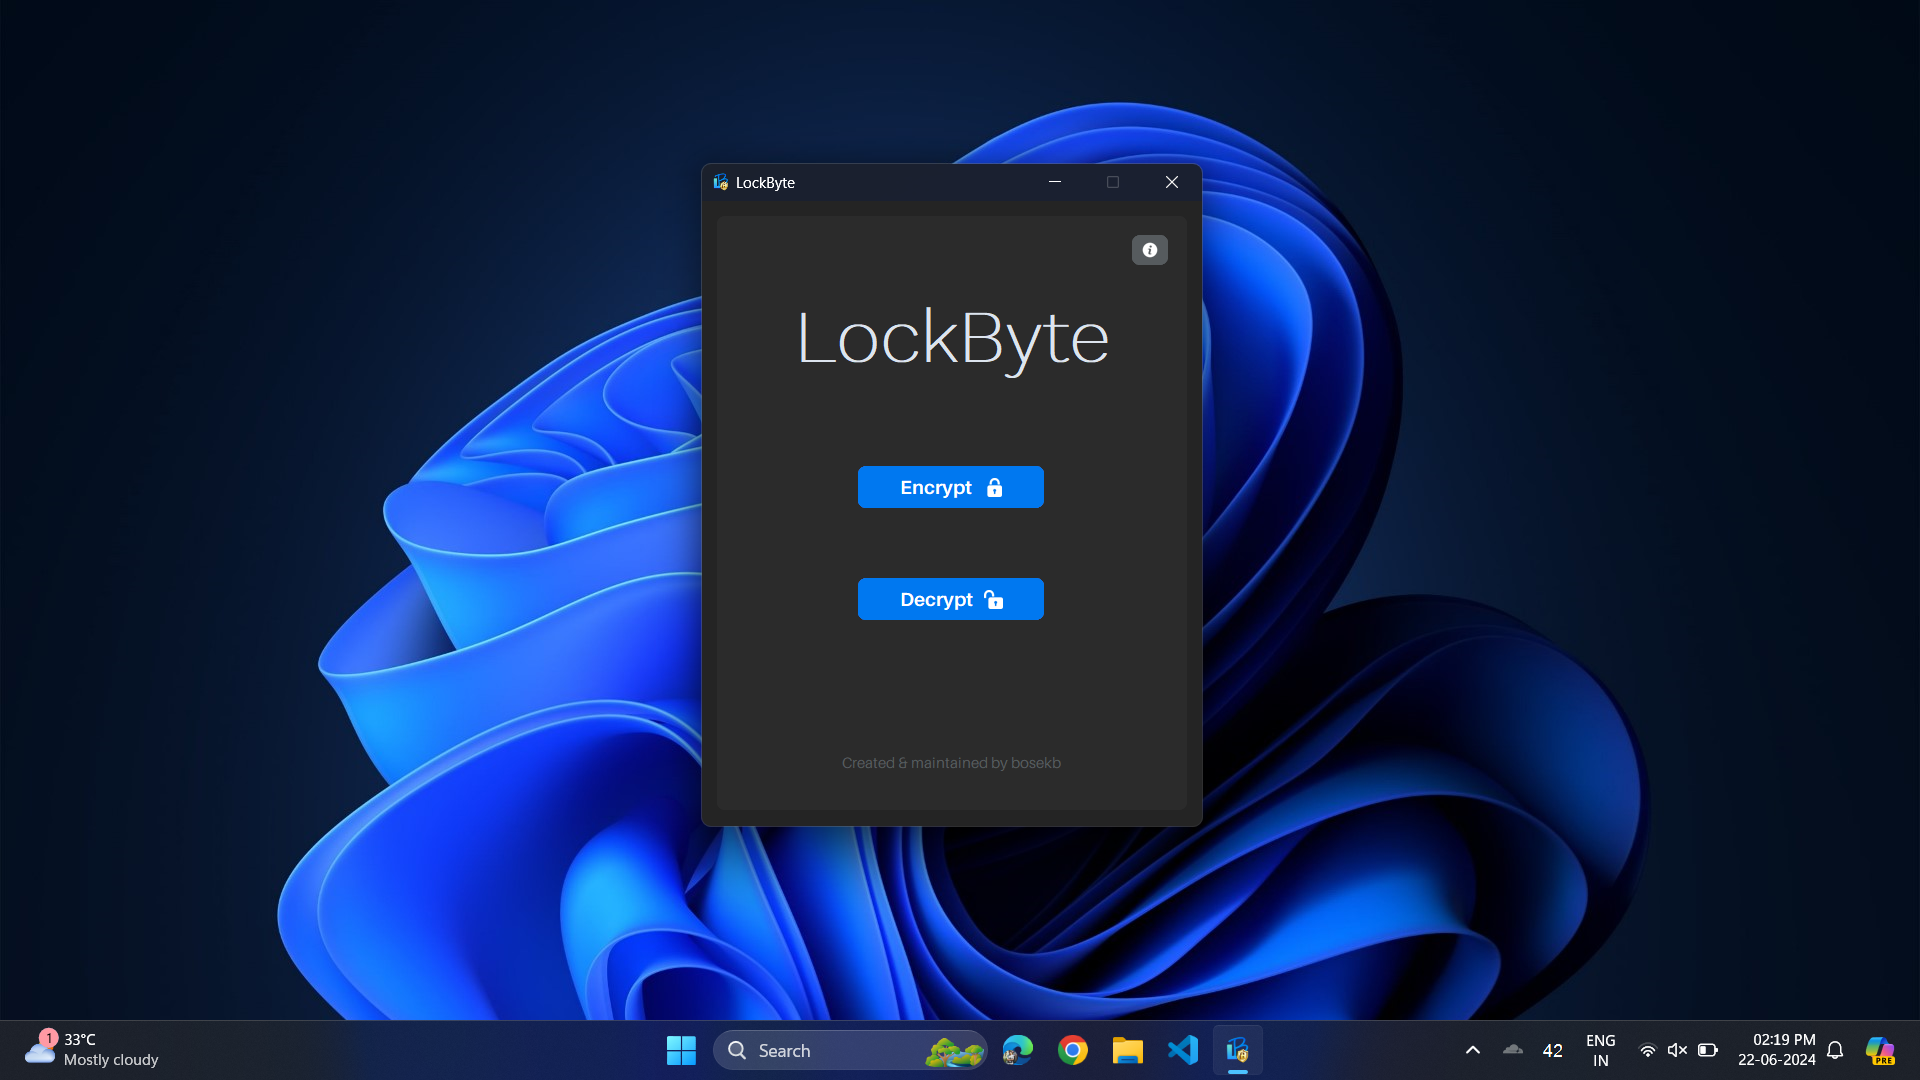 LockByte
LockByte
Encrypt
Decrypt
Created & maintained by bosekb
1
33°C
Mostly cloudy
Search
42
ENG
IN
02:19 PM
22-06-2024
PRE